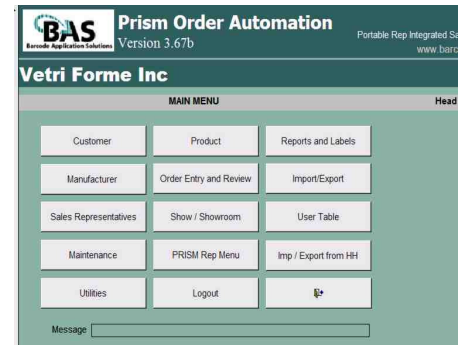 BAS
Barcode Application Solutions
Prism Order Automation
Version 3.67b
Portable Rep Integrated Sa
www.barc
Vetri Forme Inc
MAIN MENU
Head
Customer
Product
Reports and Labels
Manufacturer
Order Entry and Review
Import/Export
Sales Representatives
Show / Showroom
User Table
Maintenance
PRISM Rep Menu
Imp / Export from HH
Utilities
Logout
Message